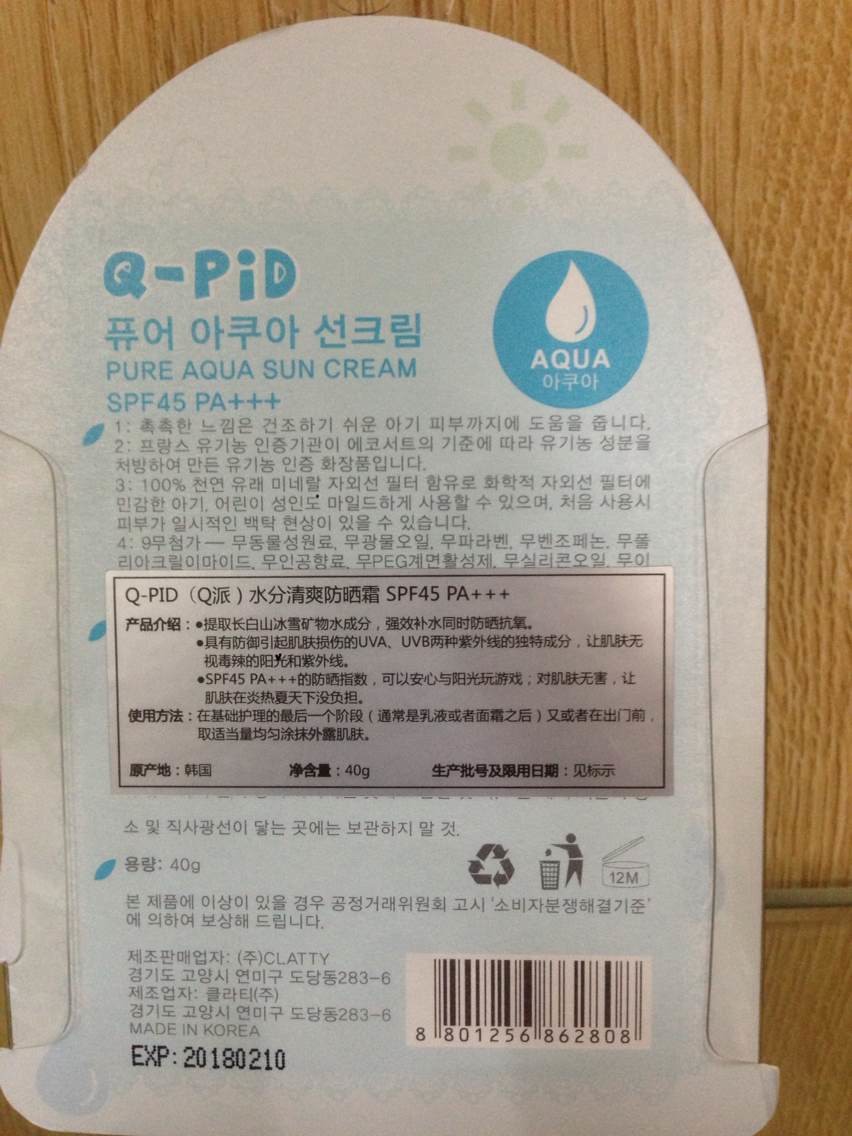 Q-PiD
퓨어 아쿠아 선크림
PURE AQUA SUN CREAM
SPF45 PA+++
AQUA
아쿠아
1: 촉촉한 느낌은 건조하기 쉬운 아기 피부까지에 도움을 줍니다.
2: 프랑스 유기농 인증기관이 에코서트의 기준에 따라 유기농 성분을
처방하여 만든 유기농 인증 화장품입니다.
3: 100% 천연 유래 미네랄 자외선 필터 함유로 화학적 자외선 필터에
민감한 아기, 어린이 성인도 마일드하게 사용할 수 있으며, 처음 사용시
피부가 일시적인 백탁 현상이 있을 수 있습니다.
4: 9무첨가 — 무동물성원료, 무광물오일, 무파라벤, 무벤조페논, 무폴
리아크릴이마이드, 무인공향료, 무PEG계면활성제, 무실리콘오일, 무이
Q-PID（Q派）水分清爽防晒霜 SPF45 PA+++
产品介绍：●提取长白山冰雪矿物水成分，强效补水同时防晒抗氧。
●具有防御引起肌肤损伤的UVA、UVB两种紫外线的独特成分，让肌肤无
视毒辣的阳光和紫外线。
●SPF45 PA+++的防晒指数，可以安心与阳光玩游戏；对肌肤无害，让
肌肤在炎热夏天下没负担。
使用方法：在基础护理的最后一个阶段（通常是乳液或者面霜之后）又或者在出门前，
取适当量均匀涂抹外露肌肤。
原产地：韩国 净含量：40g 生产批号及限用日期：见标示
소 및 직사광선이 닿는 곳에는 보관하지 말 것.
용량: 40g
12M
본 제품에 이상이 있을 경우 공정거래위원회 고시 '소비자분쟁해결기준'
에 의하여 보상해 드립니다.
제조판매업자: (주)CLATTY
경기도 고양시 연미구 도당동283-6
제조업자: 클라티(주)
경기도 고양시 연미구 도당동283-6
MADE IN KOREA
EXP: 20180210
8 801256 862808